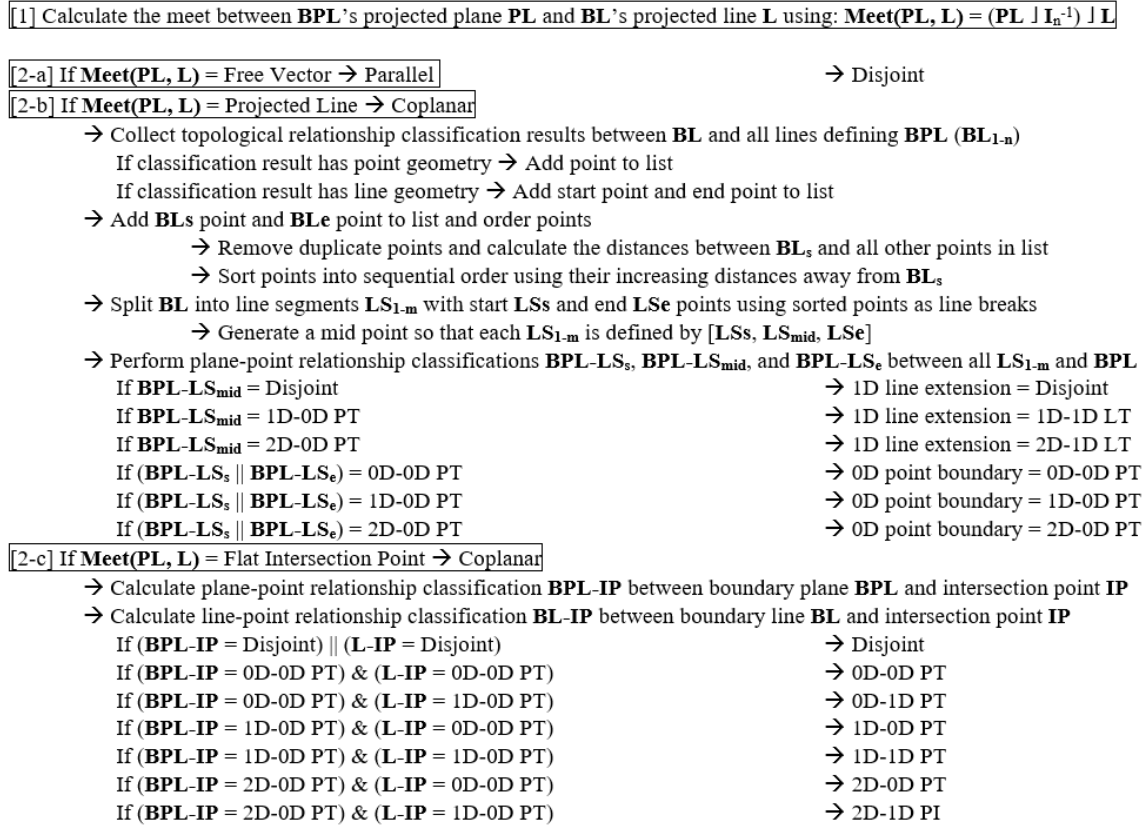 [1] Calculate the meet between BPL's projected plane PL and BL's projected line L using: Meet(PL, L) = (PL ⌋ Iₙ⁻¹) ⌋ L
[2-a] If Meet(PL, L) = Free Vector → Parallel → Disjoint
[2-b] If Meet(PL, L) = Projected Line → Coplanar
→ Collect topological relationship classification results between BL and all lines defining BPL (BL₁₋ₙ)
If classification result has point geometry → Add point to list
If classification result has line geometry → Add start point and end point to list
→ Add BLs point and BLe point to list and order points
→ Remove duplicate points and calculate the distances between BLₛ and all other points in list
→ Sort points into sequential order using their increasing distances away from BLₛ
→ Split BL into line segments LS₁₋ₘ with start LSs and end LSe points using sorted points as line breaks
→ Generate a mid point so that each LS₁₋ₘ is defined by [LSs, LSmid, LSe]
→ Perform plane-point relationship classifications BPL-LSₛ, BPL-LSmid, and BPL-LSₑ between all LS₁₋ₘ and BPL
If BPL-LSmid = Disjoint → 1D line extension = Disjoint
If BPL-LSmid = 1D-0D PT → 1D line extension = 1D-1D LT
If BPL-LSmid = 2D-0D PT → 1D line extension = 2D-1D LT
If (BPL-LSₛ || BPL-LSₑ) = 0D-0D PT → 0D point boundary = 0D-0D PT
If (BPL-LSₛ || BPL-LSₑ) = 1D-0D PT → 0D point boundary = 1D-0D PT
If (BPL-LSₛ || BPL-LSₑ) = 2D-0D PT → 0D point boundary = 2D-0D PT
[2-c] If Meet(PL, L) = Flat Intersection Point → Coplanar
→ Calculate plane-point relationship classification BPL-IP between boundary plane BPL and intersection point IP
→ Calculate line-point relationship classification BL-IP between boundary line BL and intersection point IP
If (BPL-IP = Disjoint) || (L-IP = Disjoint) → Disjoint
If (BPL-IP = 0D-0D PT) & (L-IP = 0D-0D PT) → 0D-0D PT
If (BPL-IP = 0D-0D PT) & (L-IP = 1D-0D PT) → 0D-1D PT
If (BPL-IP = 1D-0D PT) & (L-IP = 0D-0D PT) → 1D-0D PT
If (BPL-IP = 1D-0D PT) & (L-IP = 1D-0D PT) → 1D-1D PT
If (BPL-IP = 2D-0D PT) & (L-IP = 0D-0D PT) → 2D-0D PT
If (BPL-IP = 2D-0D PT) & (L-IP = 1D-0D PT) → 2D-1D PI